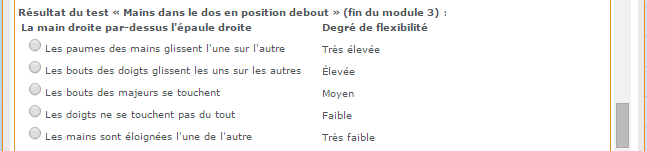 Résultat du test « Mains dans le dos en position debout » (fin du module 3) :
La main droite par-dessus l'épaule droite Degré de flexibilité
Les paumes des mains glissent l'une sur l'autre Très élevée
Les bouts des doigts glissent les uns sur les autres Élevée
Les bouts des majeurs se touchent Moyen
Les doigts ne se touchent pas du tout Faible
Les mains sont éloignées l'une de l'autre Très faible